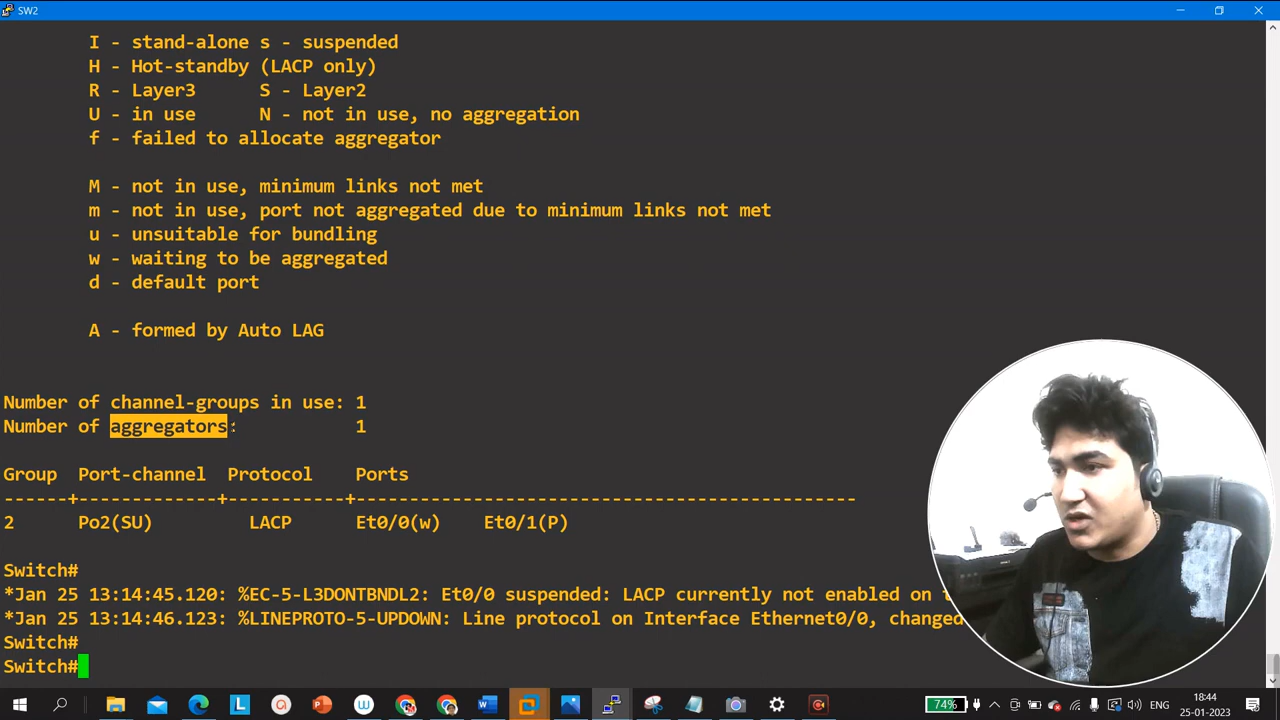 SW2
I - stand-alone s - suspended
H - Hot-standby (LACP only)
R - Layer3 S - Layer2
U - in use N - not in use, no aggregation
f - failed to allocate aggregator
M - not in use, minimum links not met
m - not in use, port not aggregated due to minimum links not met
u - unsuitable for bundling
w - waiting to be aggregated
d - default port
A - formed by Auto LAG
Number of channel-groups in use: 1
Number of aggregators: 1
Group Port-channel Protocol Ports
------+-------------+-----------+-----------------------------------------------
2 Po2(SU) LACP Et0/0(w) Et0/1(P)
Switch#
*Jan 25 13:14:45.120: %EC-5-L3DONTBNDL2: Et0/0 suspended: LACP currently not enabled on
*Jan 25 13:14:46.123: %LINEPROTO-5-UPDOWN: Line protocol on Interface Ethernet0/0, changed
Switch#
Switch#
74%
ENG
18:44
25-01-2023